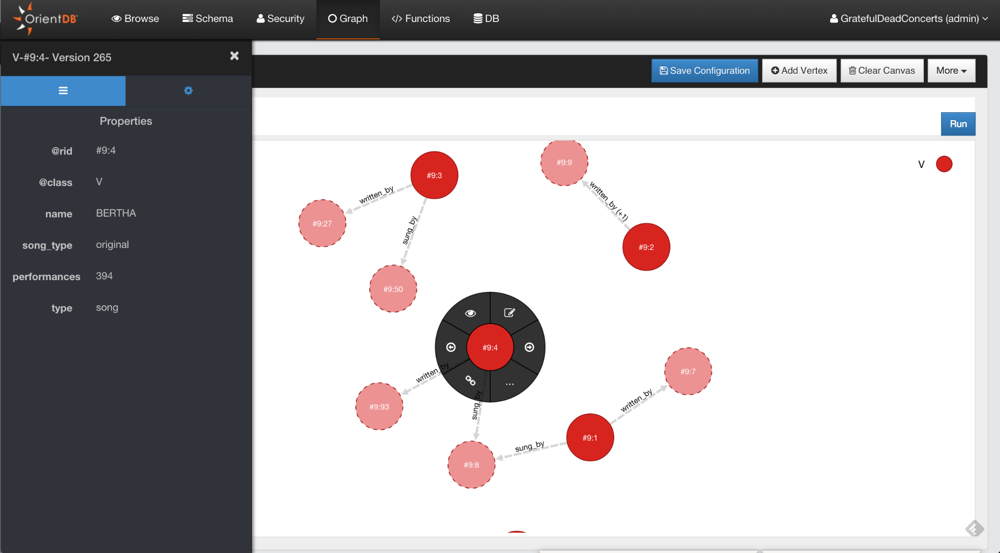 OrientDB
Browse
Schema
Security
Graph
</> Functions
DB
GratefulDeadConcerts (admin)
V-#9:4- Version 265
Save Configuration
Add Vertex
Clear Canvas
More
Properties
Run
@rid #9:4
@class V
name BERTHA
song_type original
performances 394
type song
V
#9:9
#9:3
written_by
written_by (+1)
#9:27
sung_by
#9:2
#9:50
#9:4
...
written_by
#9:7
sung_by
written_by
#9:93
#9:1
sung_by
#9:8